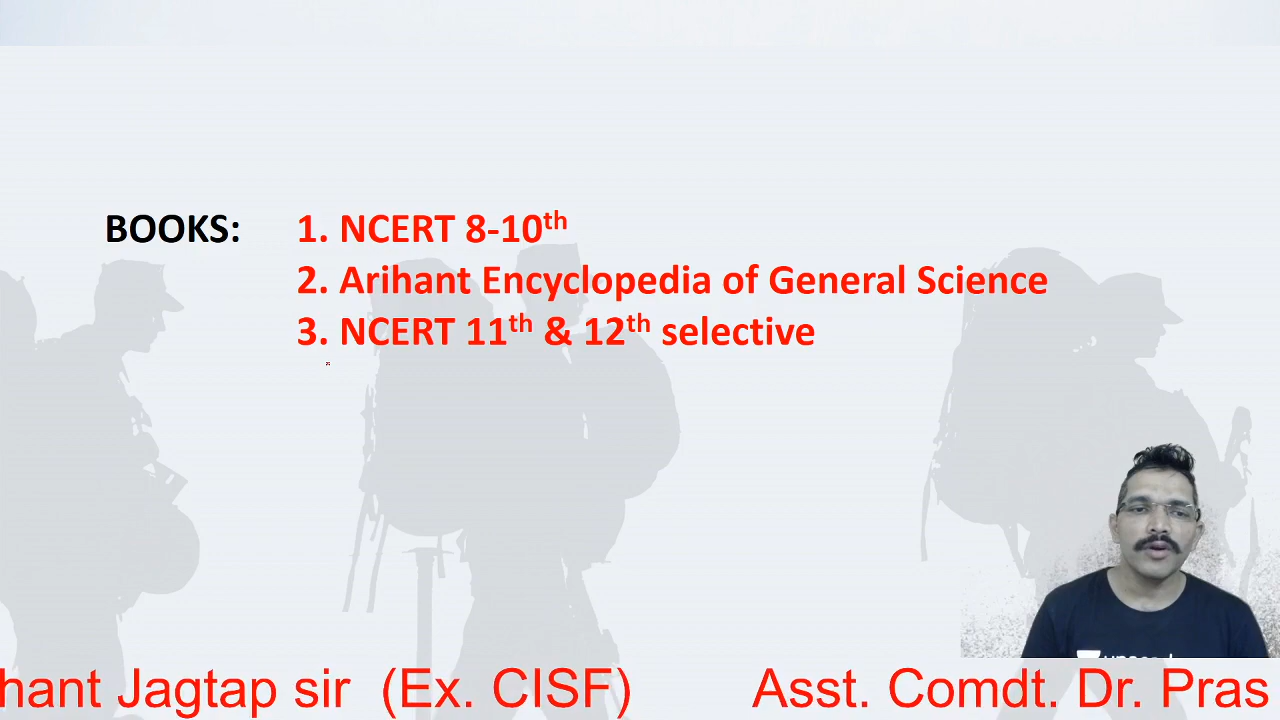 BOOKS: 1. NCERT 8-10th
2. Arihant Encyclopedia of General Science
3. NCERT 11th & 12th selective
hant Jagtap sir (Ex. CISF) Asst. Comdt. Dr. Pras